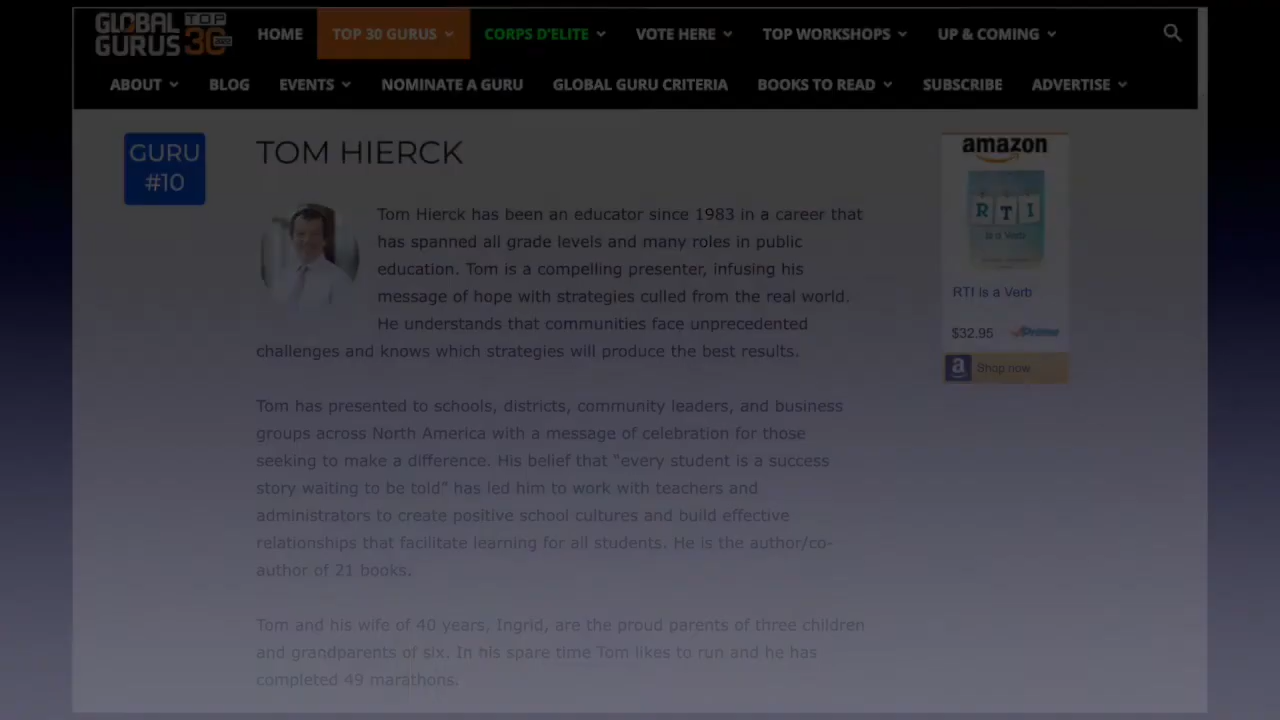 GLOBAL TOP
GURUS 30
HOME TOP 30 GURUS CORPS D'ELITE VOTE HERE TOP WORKSHOPS UP & COMING
ABOUT BLOG EVENTS NOMINATE A GURU GLOBAL GURU CRITERIA BOOKS TO READ SUBSCRIBE ADVERTISE
GURU
#10
TOM HIERCK
Tom Hierck has been an educator since 1983 in a career that
has spanned all grade levels and many roles in public
education. Tom is a compelling presenter, infusing his
message of hope with strategies culled from the real world.
He understands that communities face unprecedented
challenges and knows which strategies will produce the best results.
Tom has presented to schools, districts, community leaders, and business
groups across North America with a message of celebration for those
seeking to make a difference. His belief that "every student is a success
story waiting to be told" has led him to work with teachers and
administrators to create positive school cultures and build effective
relationships that facilitate learning for all students. He is the author/co-
author of 21 books.
Tom and his wife of 40 years, Ingrid, are the proud parents of three children
and grandparents of six. In his spare time Tom likes to run and he has
completed 49 marathons.
amazon
R T I
is a Verb
RTI Is a Verb
$32.95 Prime
a Shop now